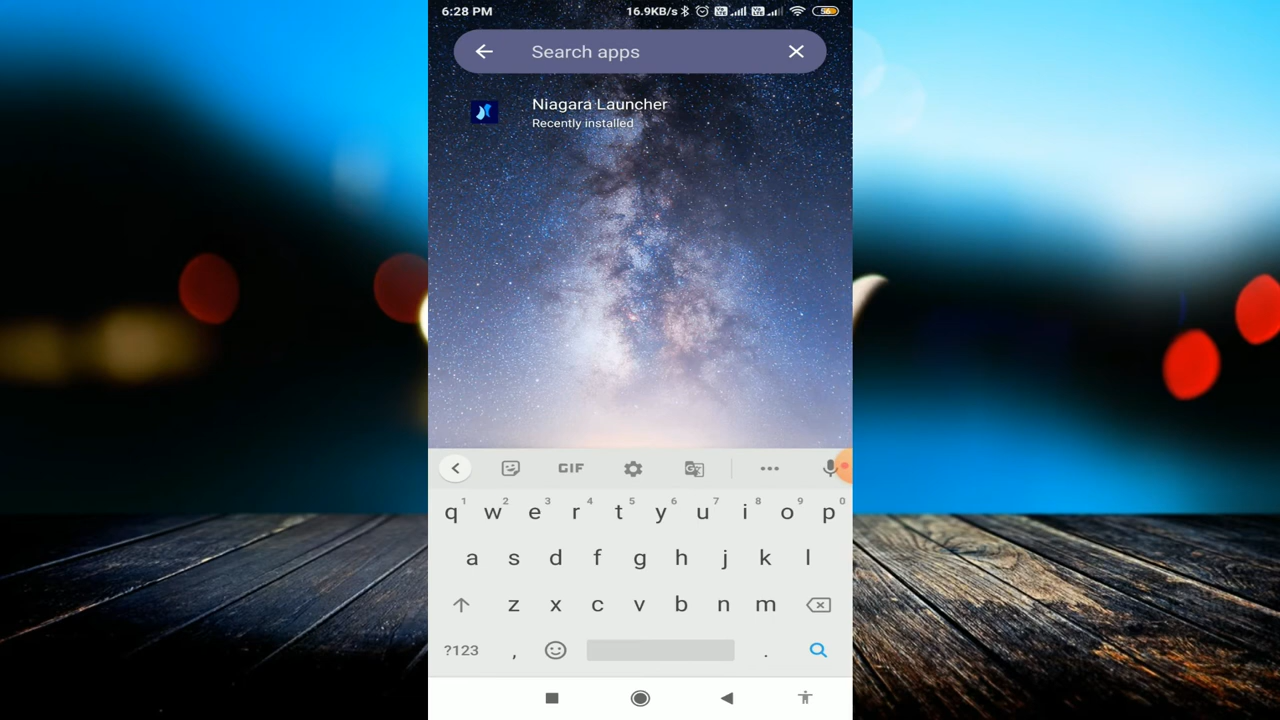 6:28 PM 16.9KB/s 56
Search apps
Niagara Launcher
Recently installed
GIF
1 2 3 4 5 6 7 8 9 0
q w e r t y u i o p
a s d f g h j k l
z x c v b n m
?123 , .